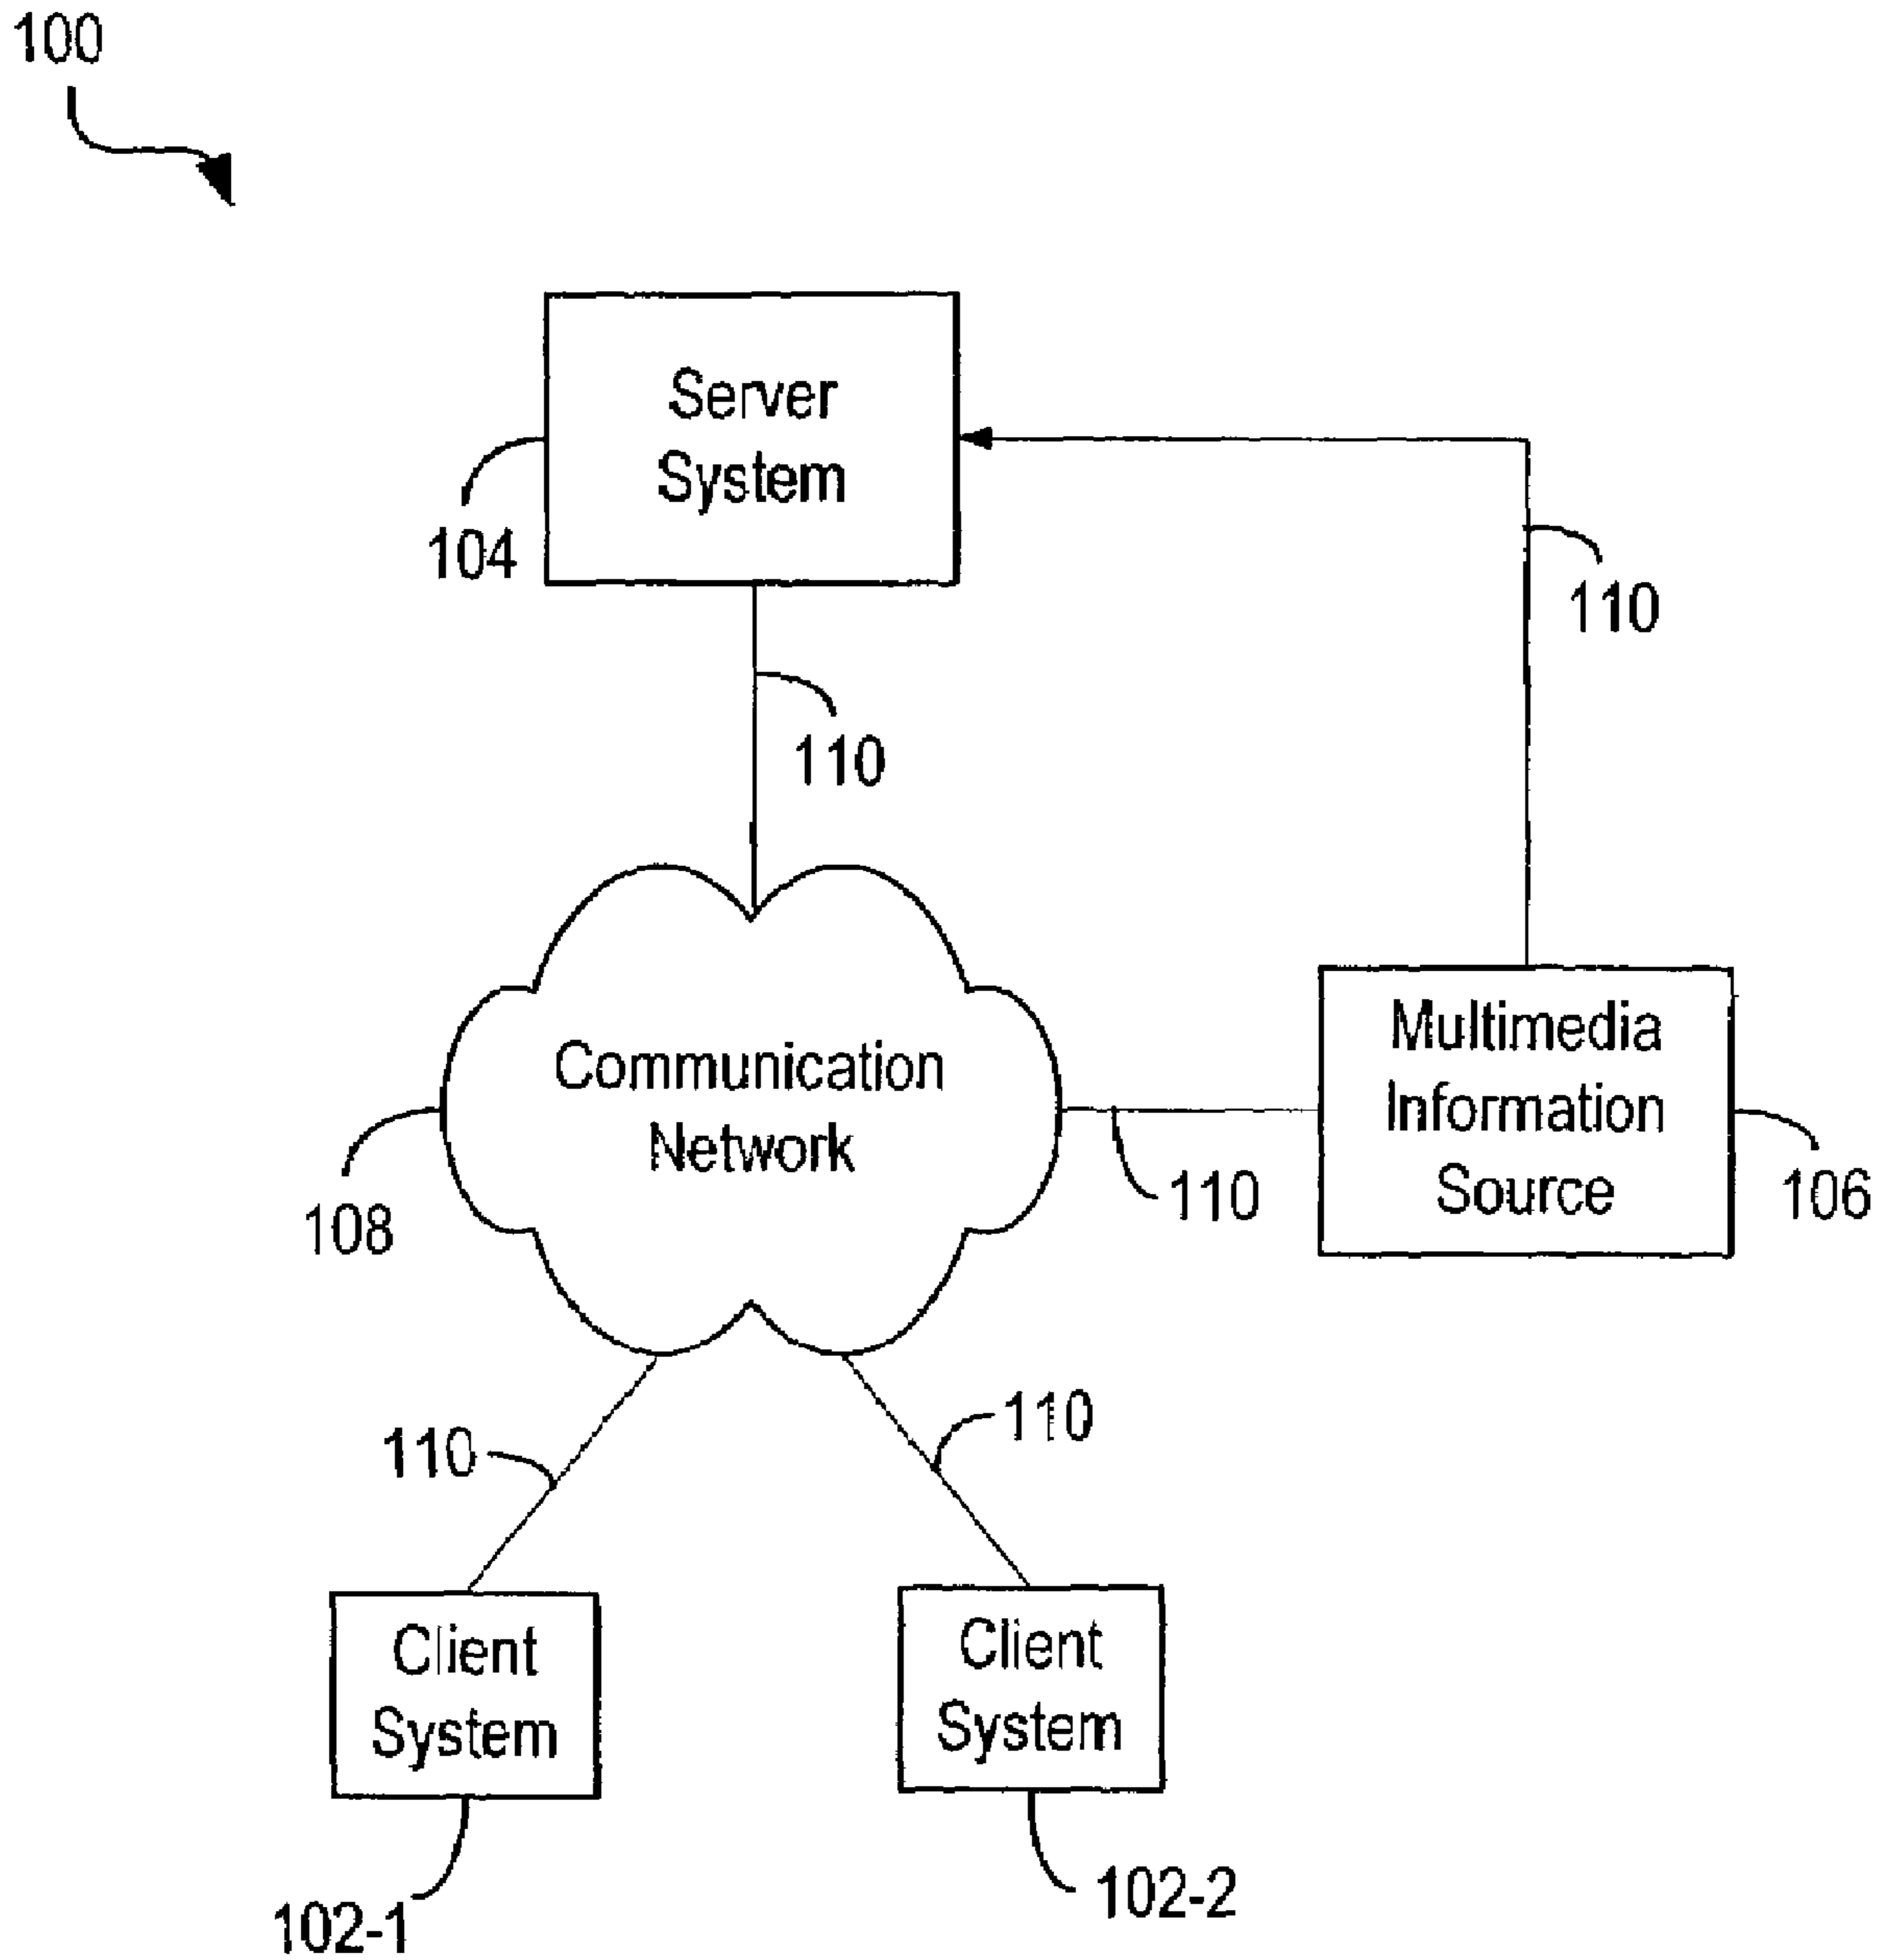 100
Server
System
104
110
110
Communication
Network
108
Multimedia
Information
Source
106
110
110
110
Client
System
102-1
Client
System
102-2